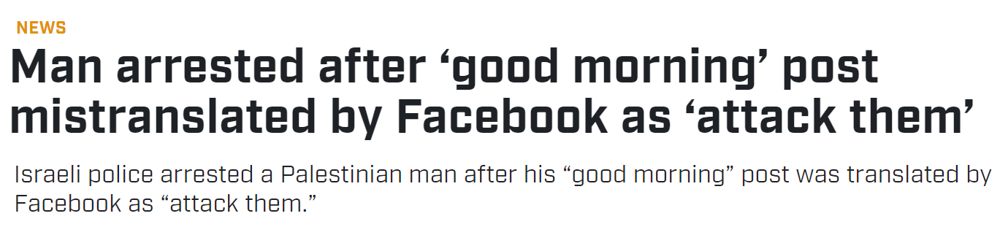 NEWS
Man arrested after ‘good morning’ post
mistranslated by Facebook as ‘attack them’
Israeli police arrested a Palestinian man after his “good morning” post was translated by
Facebook as “attack them.”